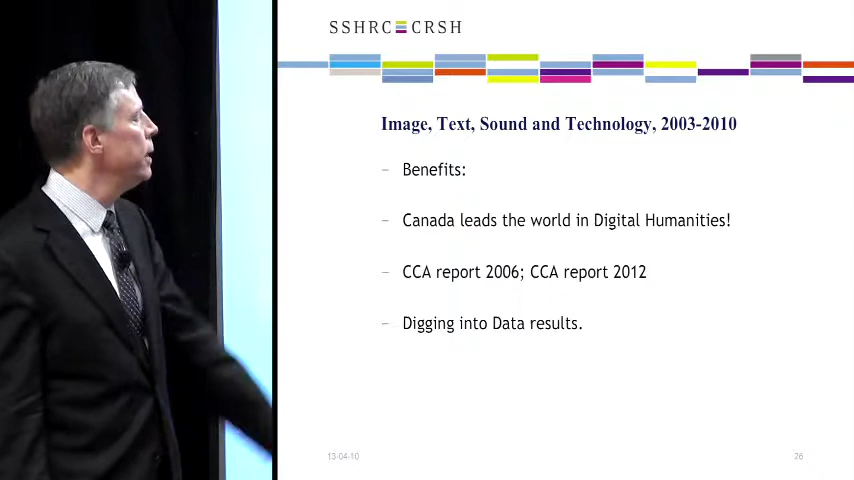 SSHRC CRSH
Image, Text, Sound and Technology, 2003-2010
– Benefits:
– Canada leads the world in Digital Humanities!
– CCA report 2006; CCA report 2012
– Digging into Data results.
13-04-10
26